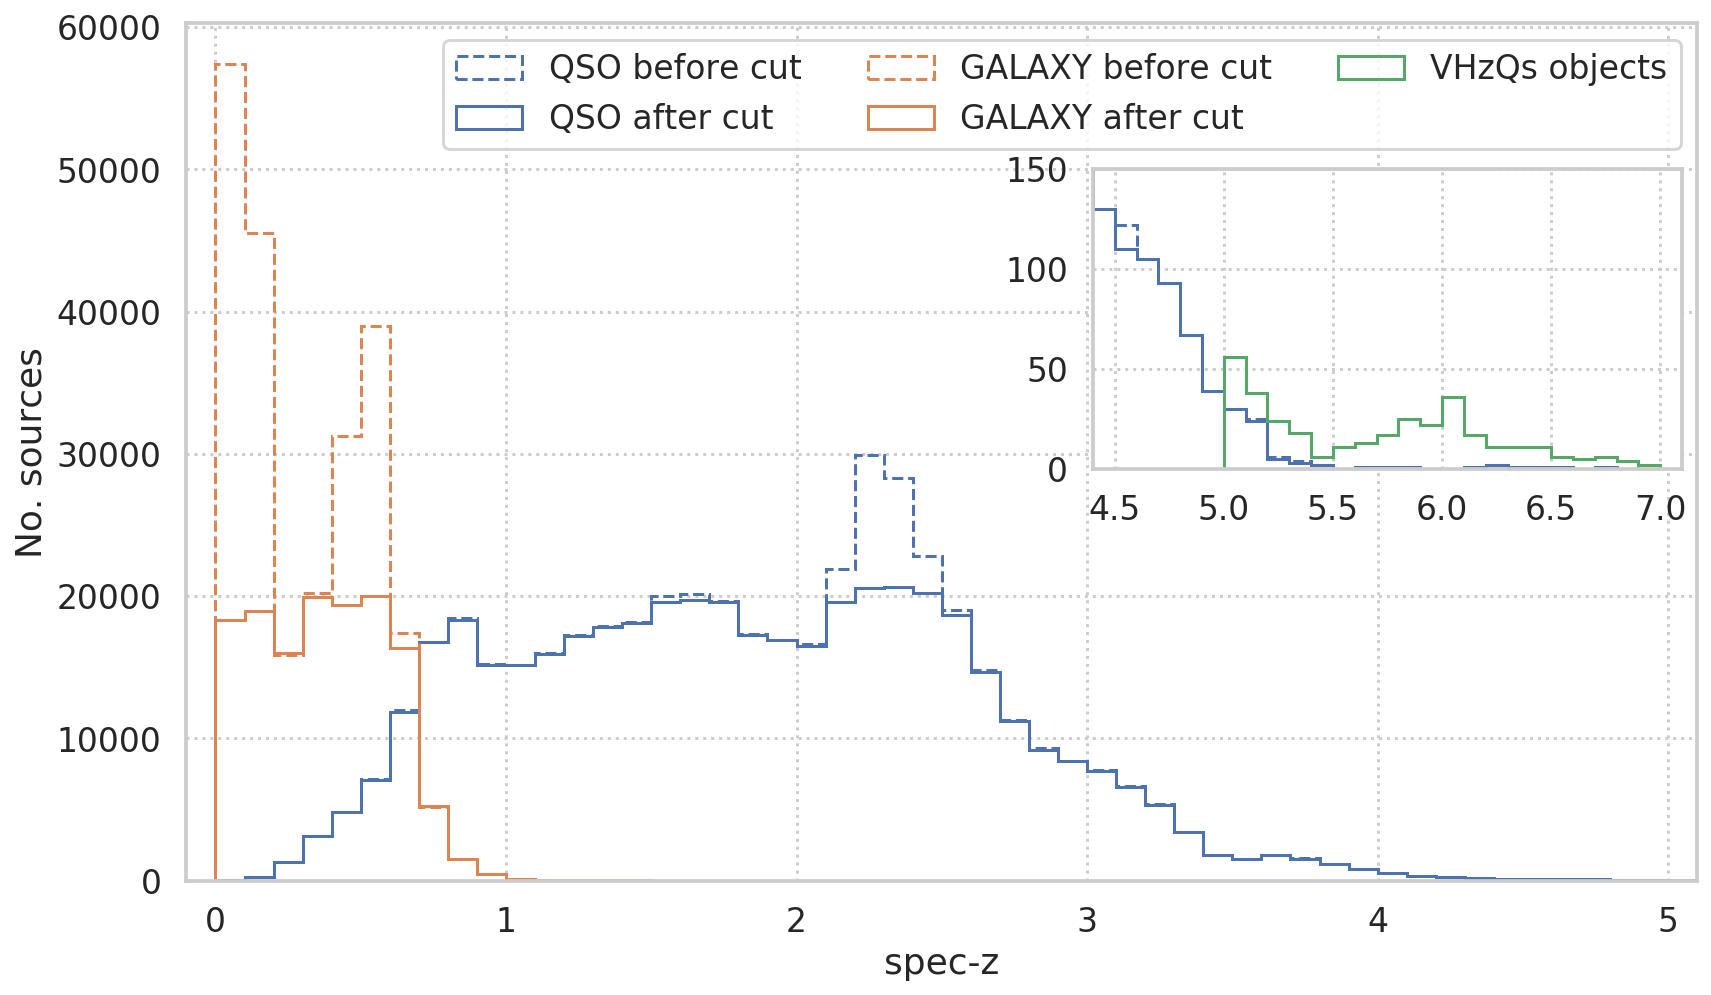 60000
50000
40000
30000
20000
10000
0
No. sources
QSO before cut
QSO after cut
GALAXY before cut
GALAXY after cut
VHzQs objects
150
100
50
0
4.5 5.0 5.5 6.0 6.5 7.0
0 1 2 3 4 5
spec-z